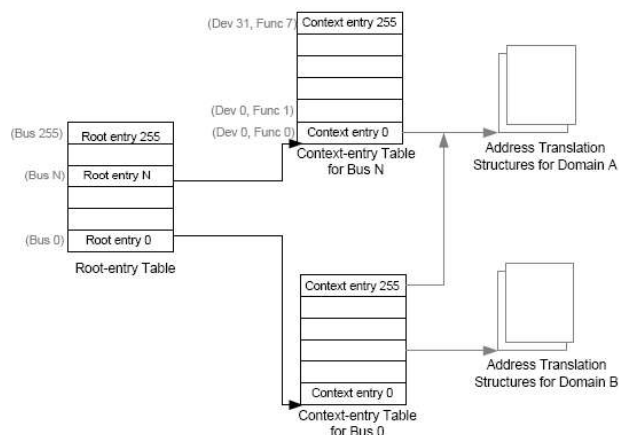 (Dev 31, Func 7)
Context entry 255
(Dev 0, Func 1)
(Dev 0, Func 0)
Context entry 0
Context-entry Table
for Bus N
Address Translation
Structures for Domain A
(Bus 255)
Root entry 255
(Bus N)
Root entry N
(Bus 0)
Root entry 0
Root-entry Table
Context entry 255
Context entry 0
Context-entry Table
for Bus 0
Address Translation
Structures for Domain B